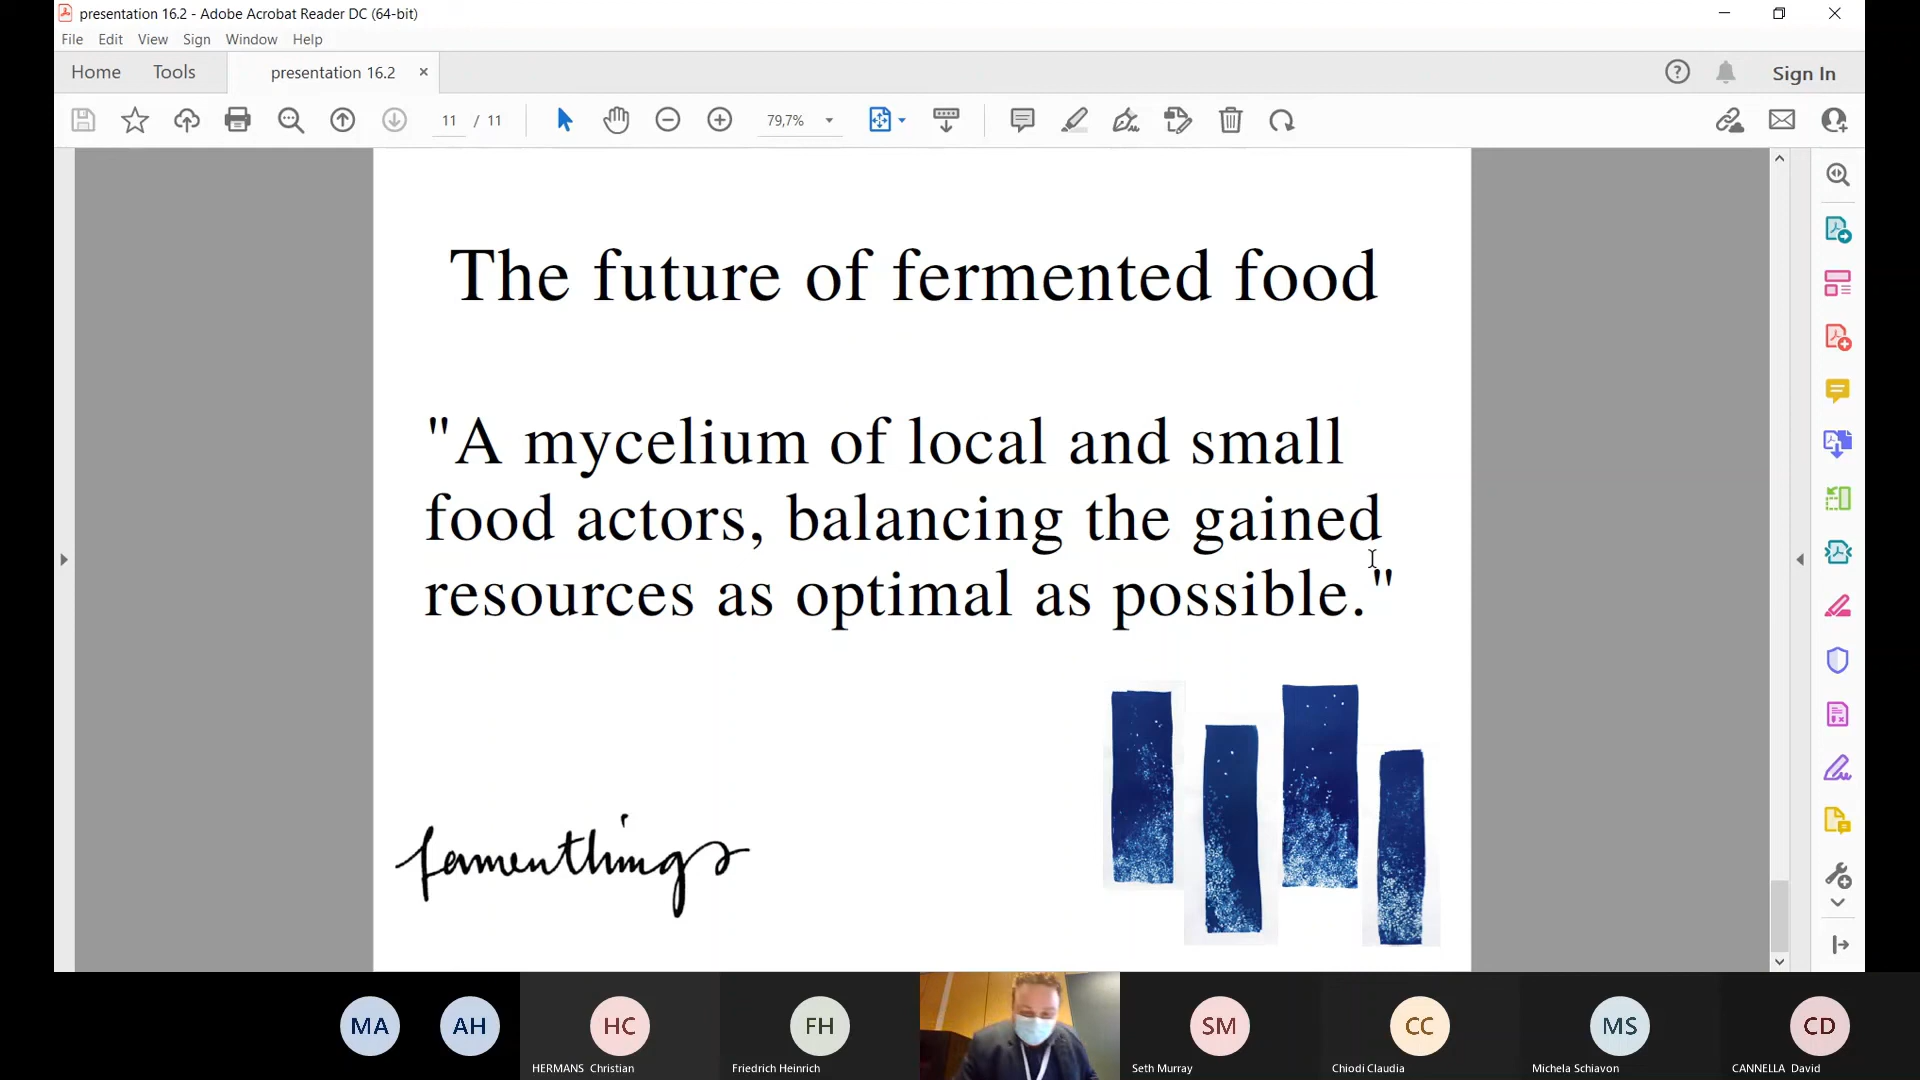 presentation 16.2 - Adobe Acrobat Reader DC (64-bit)
File Edit View Sign Window Help
Home Tools presentation 16.2 Sign In
11 / 11 79,7%
The future of fermented food
"A mycelium of local and small
food actors, balancing the gained
resources as optimal as possible."
fermenthings
MA AH HC FH SM CC MS CD
HERMANS Christian Friedrich Heinrich Seth Murray Chiodi Claudia Michela Schiavon CANNELLA David